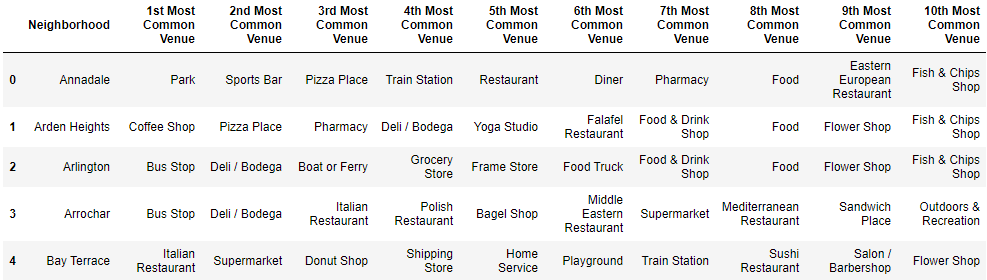 Neighborhood 1st Most Common Venue 2nd Most Common Venue 3rd Most Common Venue 4th Most Common Venue 5th Most Common Venue 6th Most Common Venue 7th Most Common Venue 8th Most Common Venue 9th Most Common Venue 10th Most Common Venue
0 Annadale Park Sports Bar Pizza Place Train Station Restaurant Diner Pharmacy Food Eastern European Restaurant Fish & Chips Shop
1 Arden Heights Coffee Shop Pizza Place Pharmacy Deli / Bodega Yoga Studio Falafel Restaurant Food & Drink Shop Food Flower Shop Fish & Chips Shop
2 Arlington Bus Stop Deli / Bodega Boat or Ferry Grocery Store Frame Store Food Truck Food & Drink Shop Food Flower Shop Fish & Chips Shop
3 Arrochar Bus Stop Deli / Bodega Italian Restaurant Polish Restaurant Bagel Shop Middle Eastern Restaurant Supermarket Mediterranean Restaurant Sandwich Place Outdoors & Recreation
4 Bay Terrace Italian Restaurant Supermarket Donut Shop Shipping Store Home Service Playground Train Station Sushi Restaurant Salon / Barbershop Flower Shop